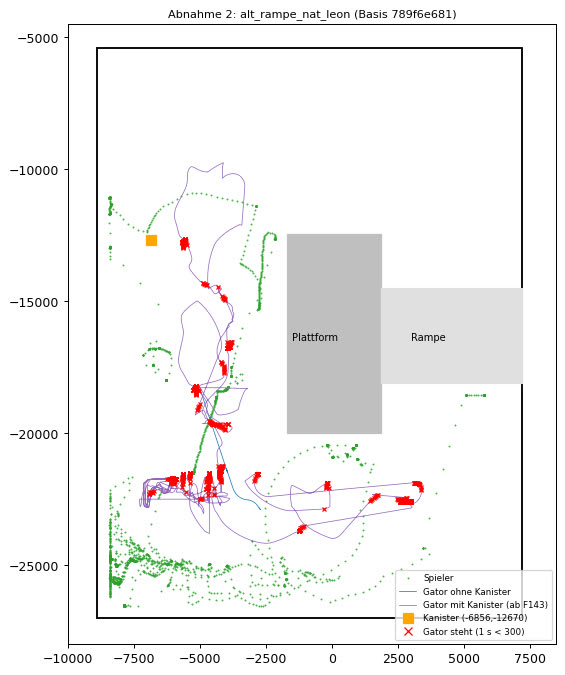 Abnahme 2: alt_rampe_nat_leon (Basis 789f6e681)
−5000
−10000
−15000
−20000
−25000
Plattform
Rampe
Spieler
Gator ohne Kanister
Gator mit Kanister (ab F143)
Kanister (-6856,-12670)
Gator steht (1 s < 300)
−10000 −7500 −5000 −2500 0 2500 5000 7500